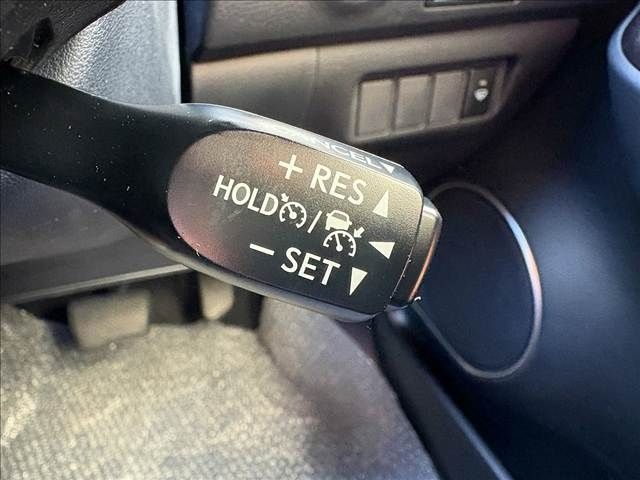 CANCEL▼
+ RES ▲
HOLD / ◀
− SET ▼